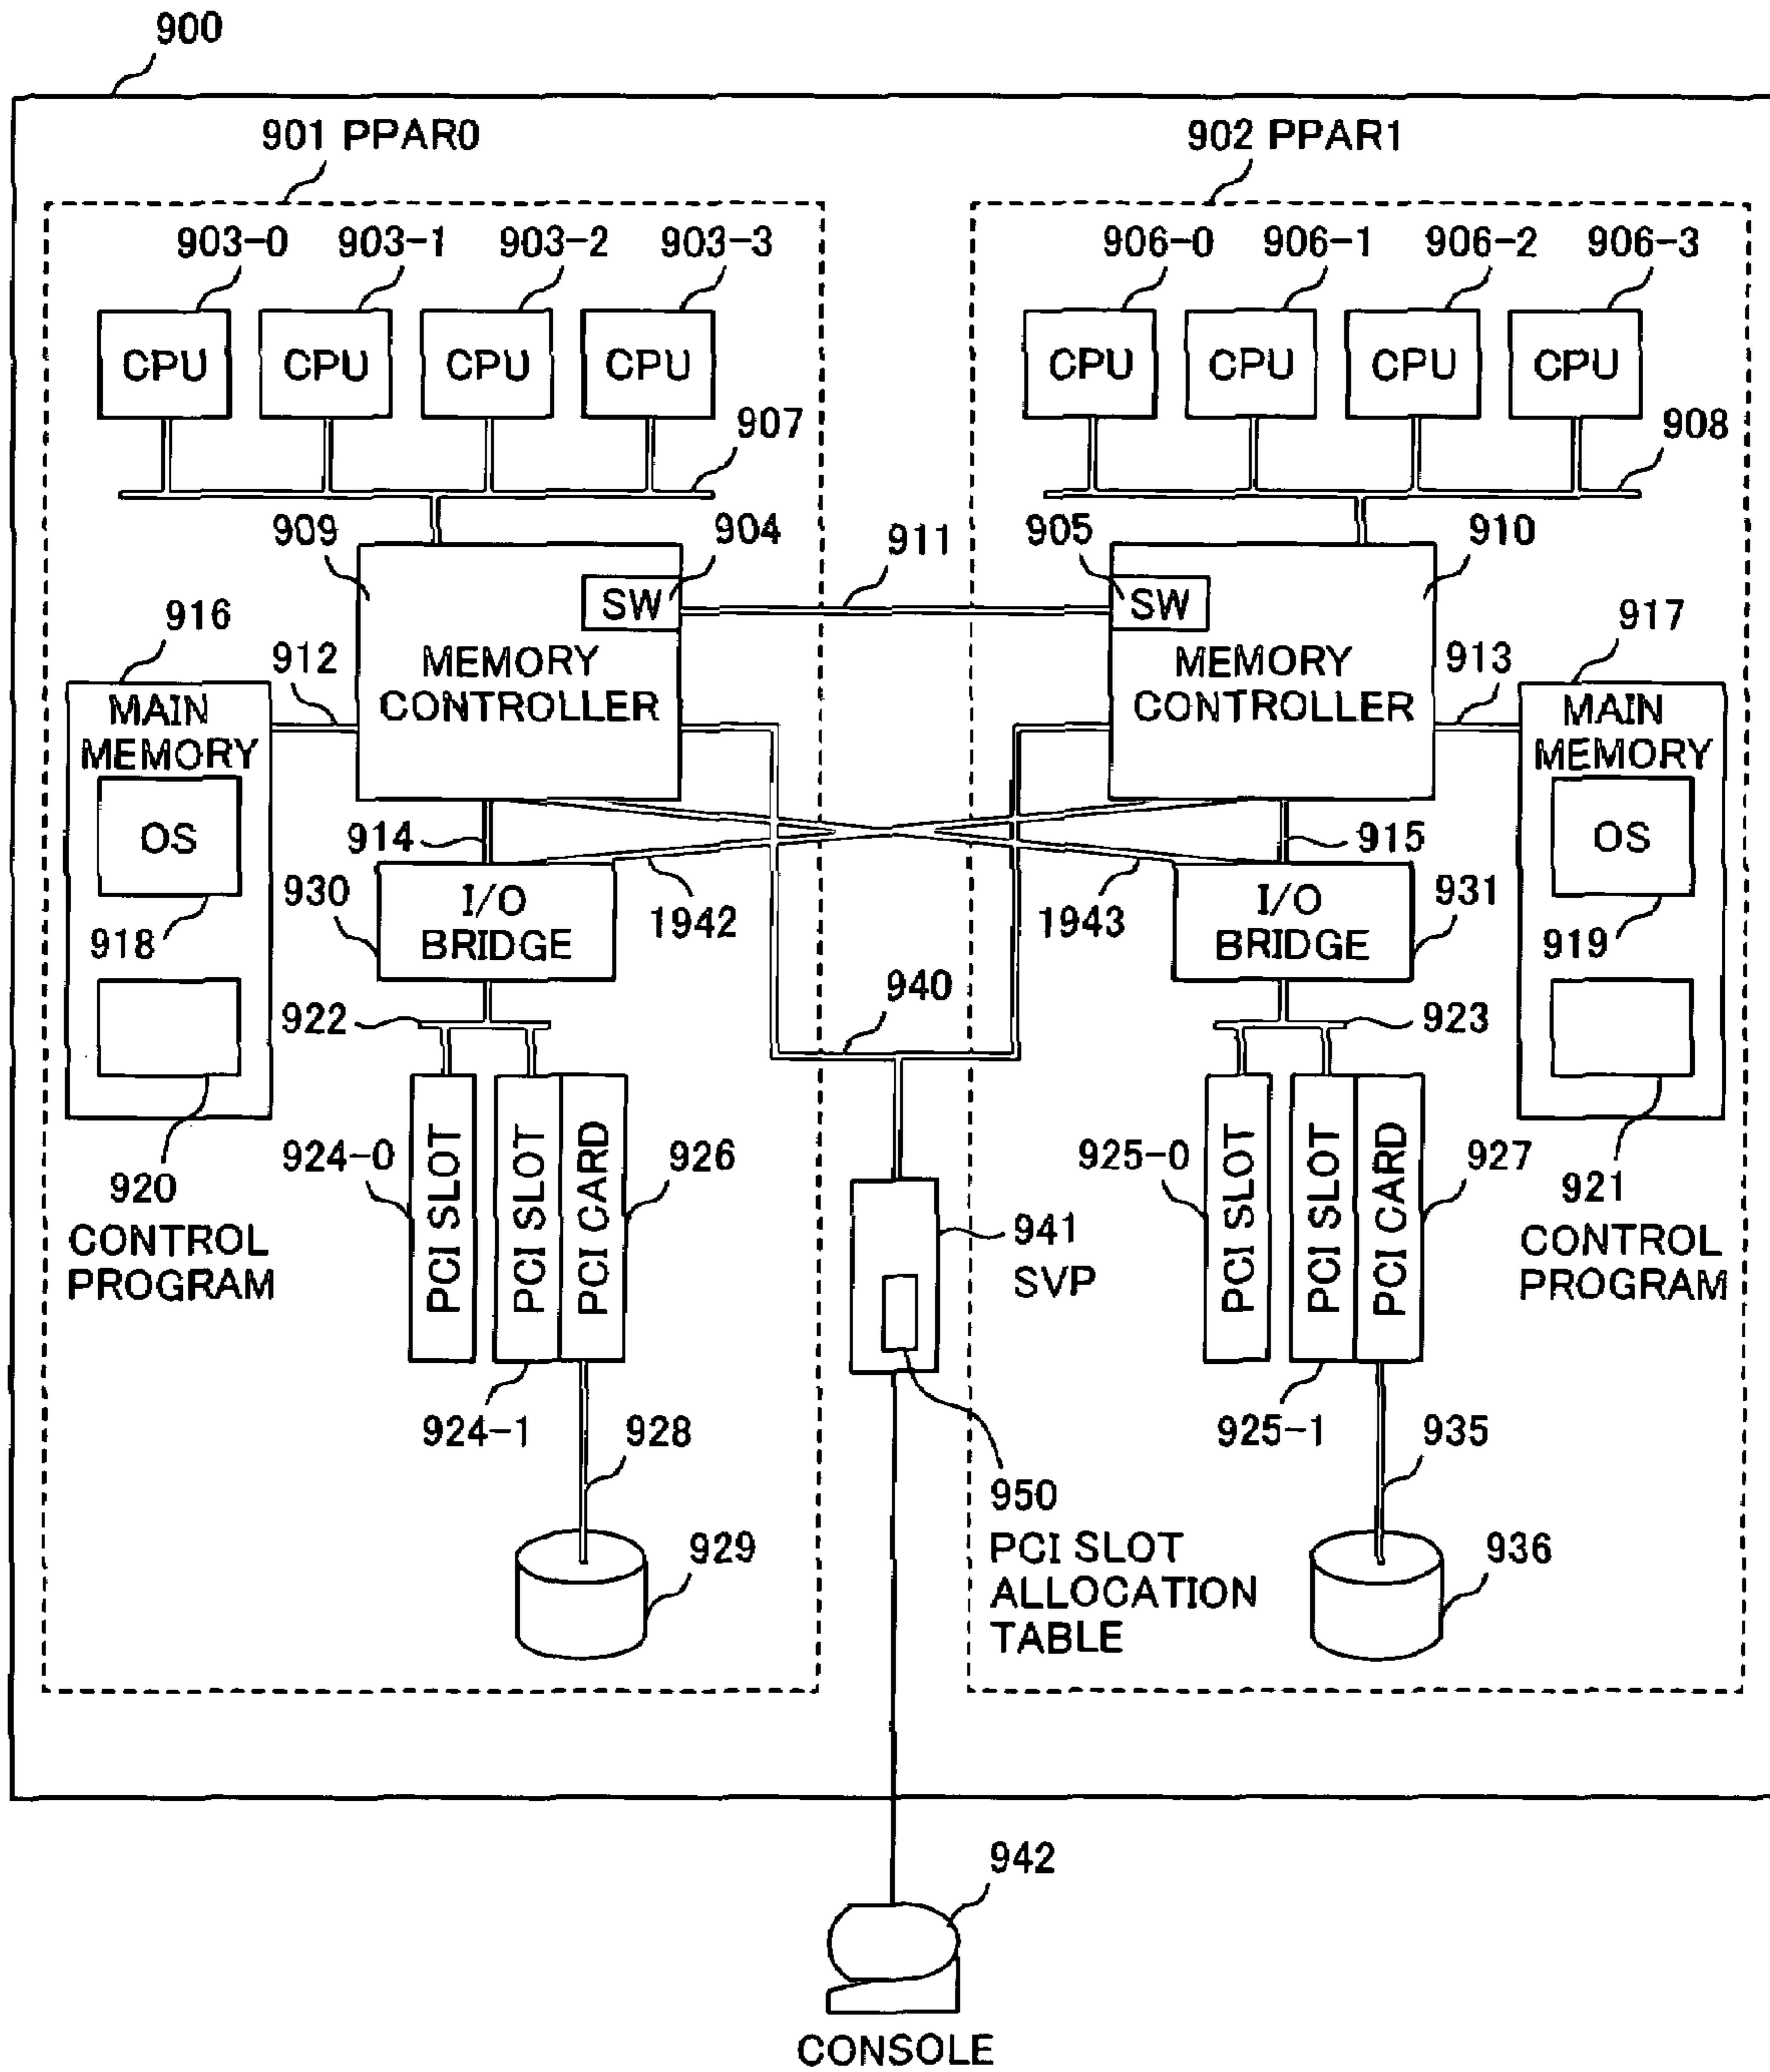 900
901 PPAR0
902 PPAR1
903-0 903-1 903-2 903-3
906-0 906-1 906-2 906-3
CPU CPU CPU CPU
CPU CPU CPU CPU
907
908
909
904
911
905
910
SW
SW
916
912
MEMORY
CONTROLLER
MEMORY
CONTROLLER
913
917
MAIN
MEMORY
MAIN
MEMORY
OS
OS
914
915
930
I/O
BRIDGE
1942
1943
I/O
BRIDGE
931
918
919
922
940
923
920
CONTROL
PROGRAM
924-0
PCI SLOT
PCI SLOT
PCI CARD
926
941
SVP
925-0
PCI SLOT
PCI SLOT
PCI CARD
927
921
CONTROL
PROGRAM
924-1
928
950
PCI SLOT
ALLOCATION
TABLE
925-1
935
929
936
942
CONSOLE